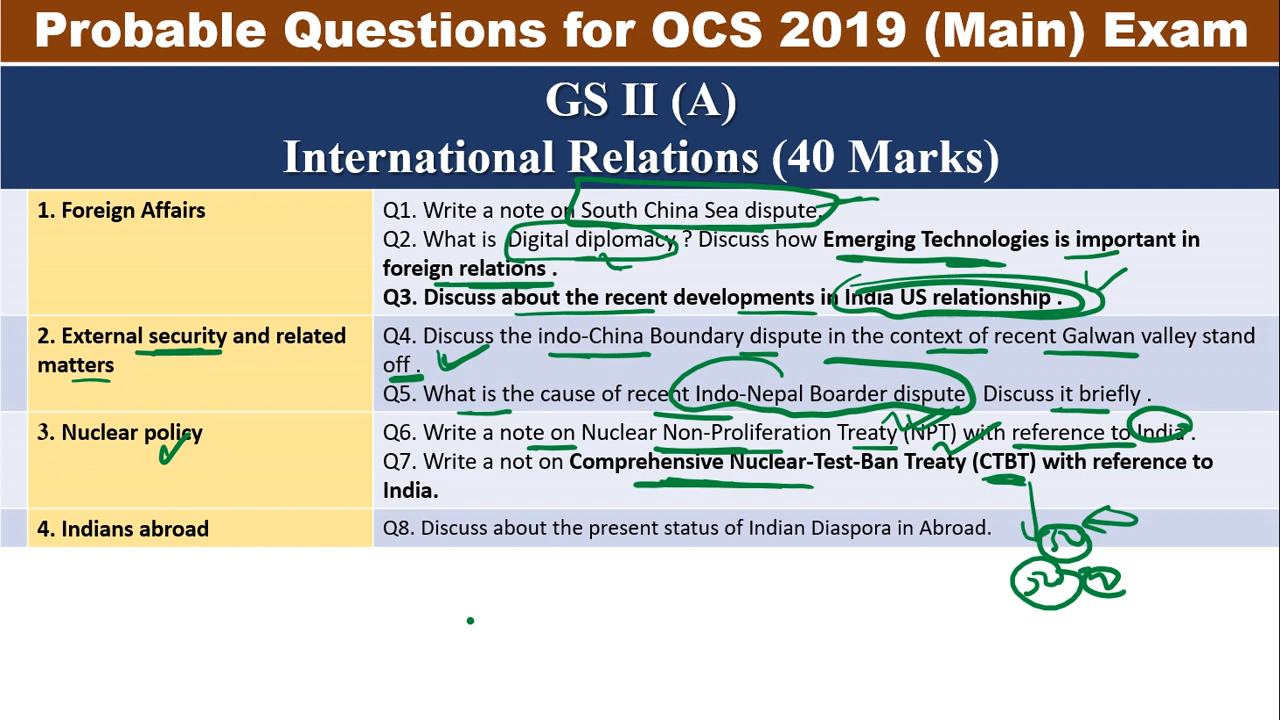 Probable Questions for OCS 2019 (Main) Exam
GS II (A)
International Relations (40 Marks)
1. Foreign Affairs
Q1. Write a note on South China Sea dispute.
Q2. What is Digital diplomacy ? Discuss how Emerging Technologies is important in
foreign relations .
Q3. Discuss about the recent developments in India US relationship .
2. External security and related
matters
Q4. Discuss the indo-China Boundary dispute in the context of recent Galwan valley stand
off .
Q5. What is the cause of recent Indo-Nepal Boarder dispute Discuss it briefly .
3. Nuclear policy
Q6. Write a note on Nuclear Non-Proliferation Treaty (NPT) with reference to India .
Q7. Write a not on Comprehensive Nuclear-Test-Ban Treaty (CTBT) with reference to
India.
4. Indians abroad
Q8. Discuss about the present status of Indian Diaspora in Abroad.